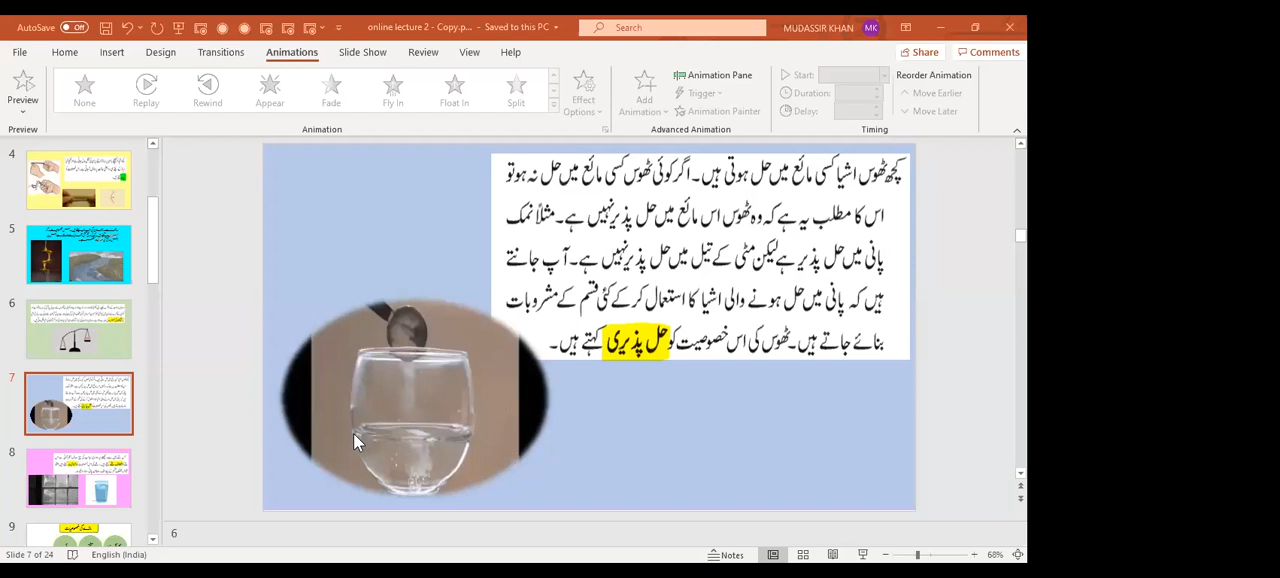 AutoSave Off
online lecture 2 - Copy.p... - Saved to this PC
Search
MUDASSIR KHAN MK
File Home Insert Design Transitions Animations Slide Show Review View Help
Share Comments
Preview
None Replay Rewind Appear Fade Fly In Float In Split
Effect Options
Add Animation
Animation Pane
Trigger
Animation Painter
Start:
Duration:
Delay:
Reorder Animation
Move Earlier
Move Later
Preview Animation Advanced Animation Timing
4
5
6
7
8
9
کچھ ٹھوس اشیا کسی مائع میں حل ہوتی ہیں۔ اگر کوئی ٹھوس کسی مائع میں حل نہ ہو تو
اس کا مطلب یہ ہے کہ وہ ٹھوس اس مائع میں حل پذیر نہیں ہے۔ مثلاً نمک
پانی میں حل پذیر ہے لیکن مٹی کے تیل میں حل پذیر نہیں ہے۔ آپ جانتے
ہیں کہ پانی میں حل ہونے والی اشیا کا استعمال کر کے کئی قسم کے مشروبات
بنائے جاتے ہیں۔ ٹھوس کی اس خصوصیت کو حل پذیری کہتے ہیں۔
6
Slide 7 of 24 English (India) Notes 68%